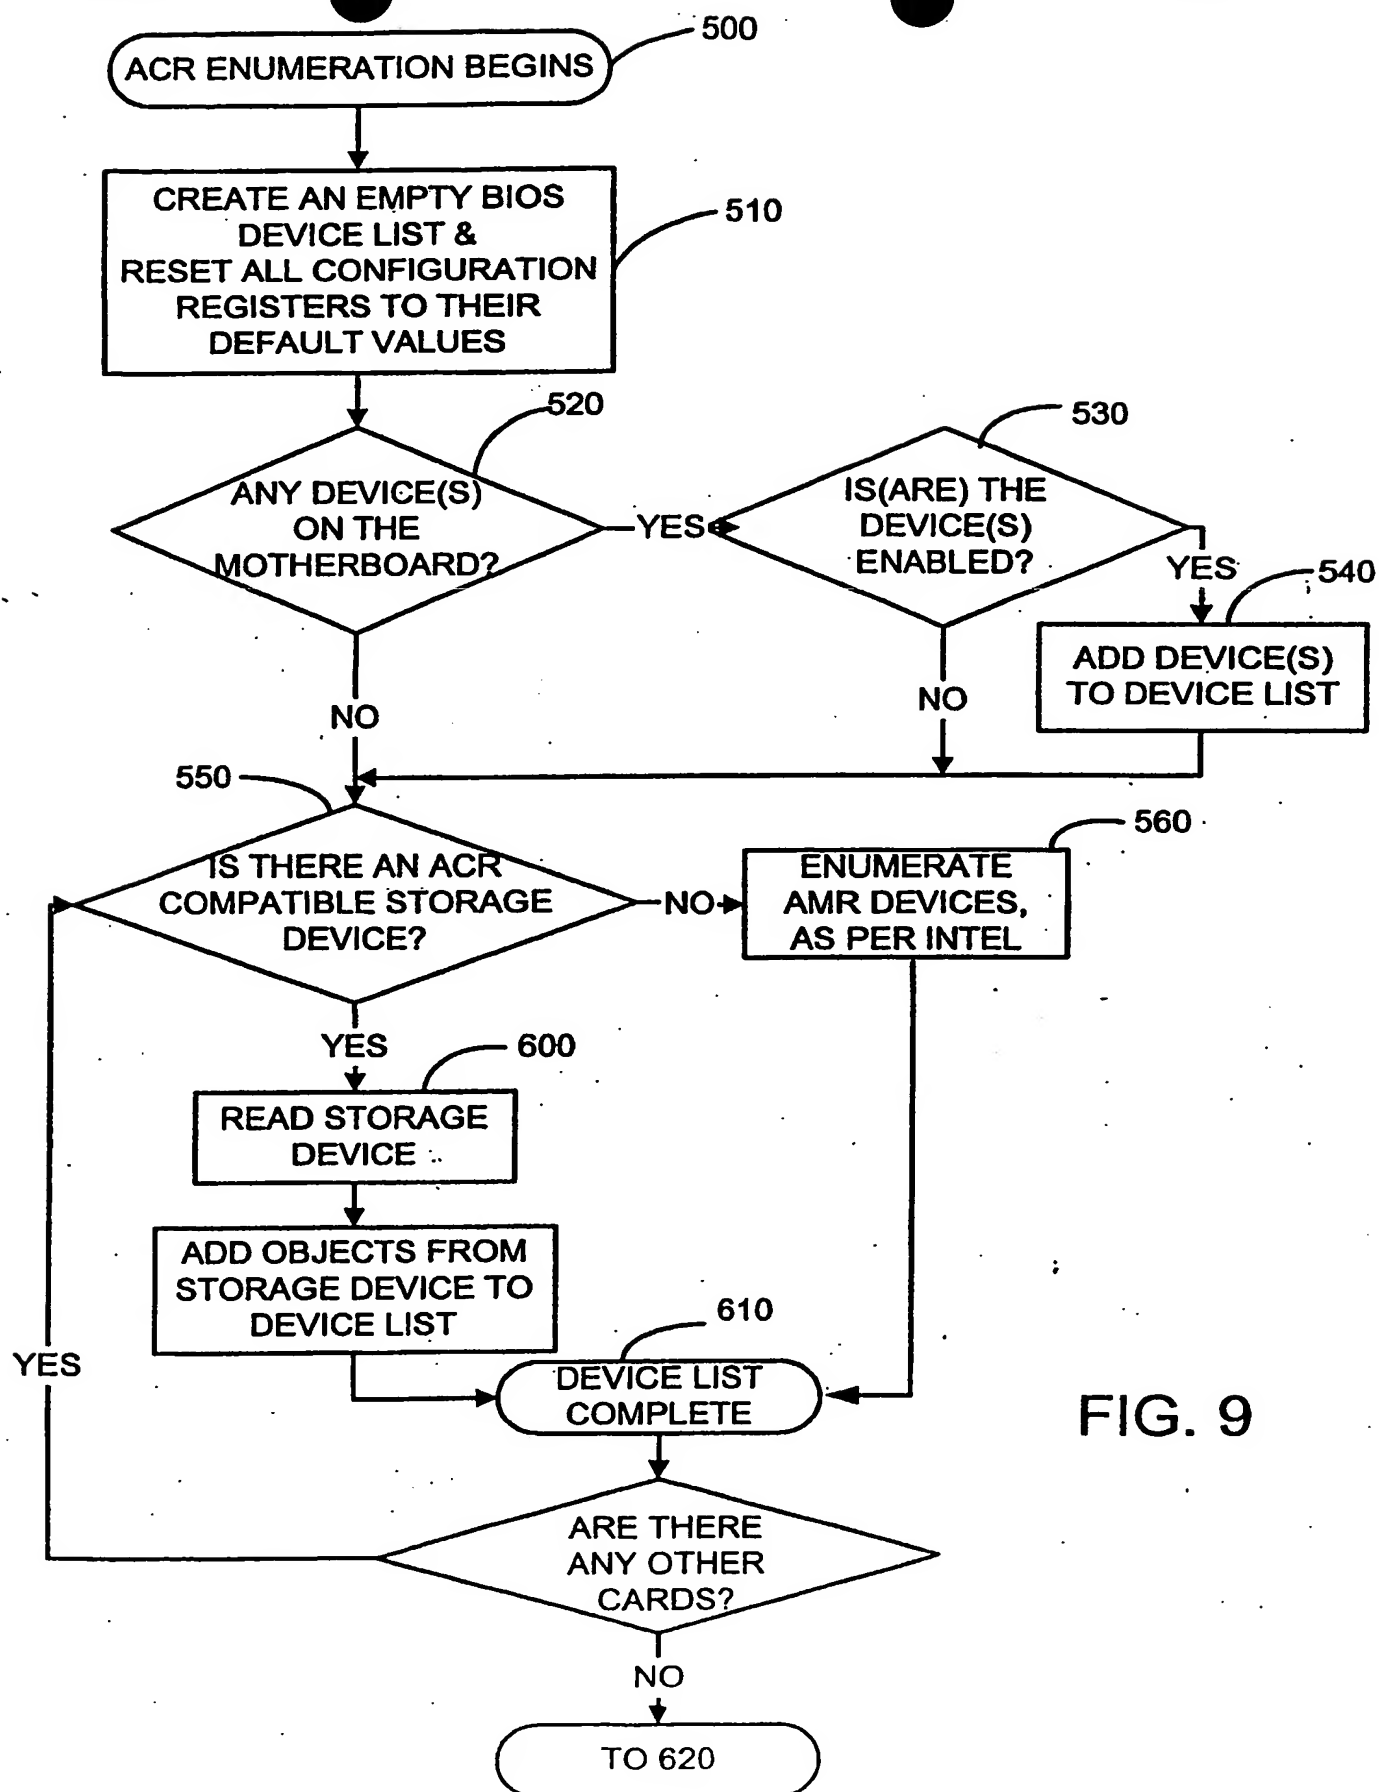 500
ACR ENUMERATION BEGINS
CREATE AN EMPTY BIOS
DEVICE LIST &
RESET ALL CONFIGURATION
REGISTERS TO THEIR
DEFAULT VALUES
510
520
ANY DEVICE(S)
ON THE
MOTHERBOARD?
YES
530
IS(ARE) THE
DEVICE(S)
ENABLED?
YES
540
ADD DEVICE(S)
TO DEVICE LIST
NO
NO
550
IS THERE AN ACR
COMPATIBLE STORAGE
DEVICE?
NO
560
ENUMERATE
AMR DEVICES,
AS PER INTEL
YES
600
READ STORAGE
DEVICE
ADD OBJECTS FROM
STORAGE DEVICE TO
DEVICE LIST
610
DEVICE LIST
COMPLETE
YES
FIG. 9
ARE THERE
ANY OTHER
CARDS?
NO
TO 620